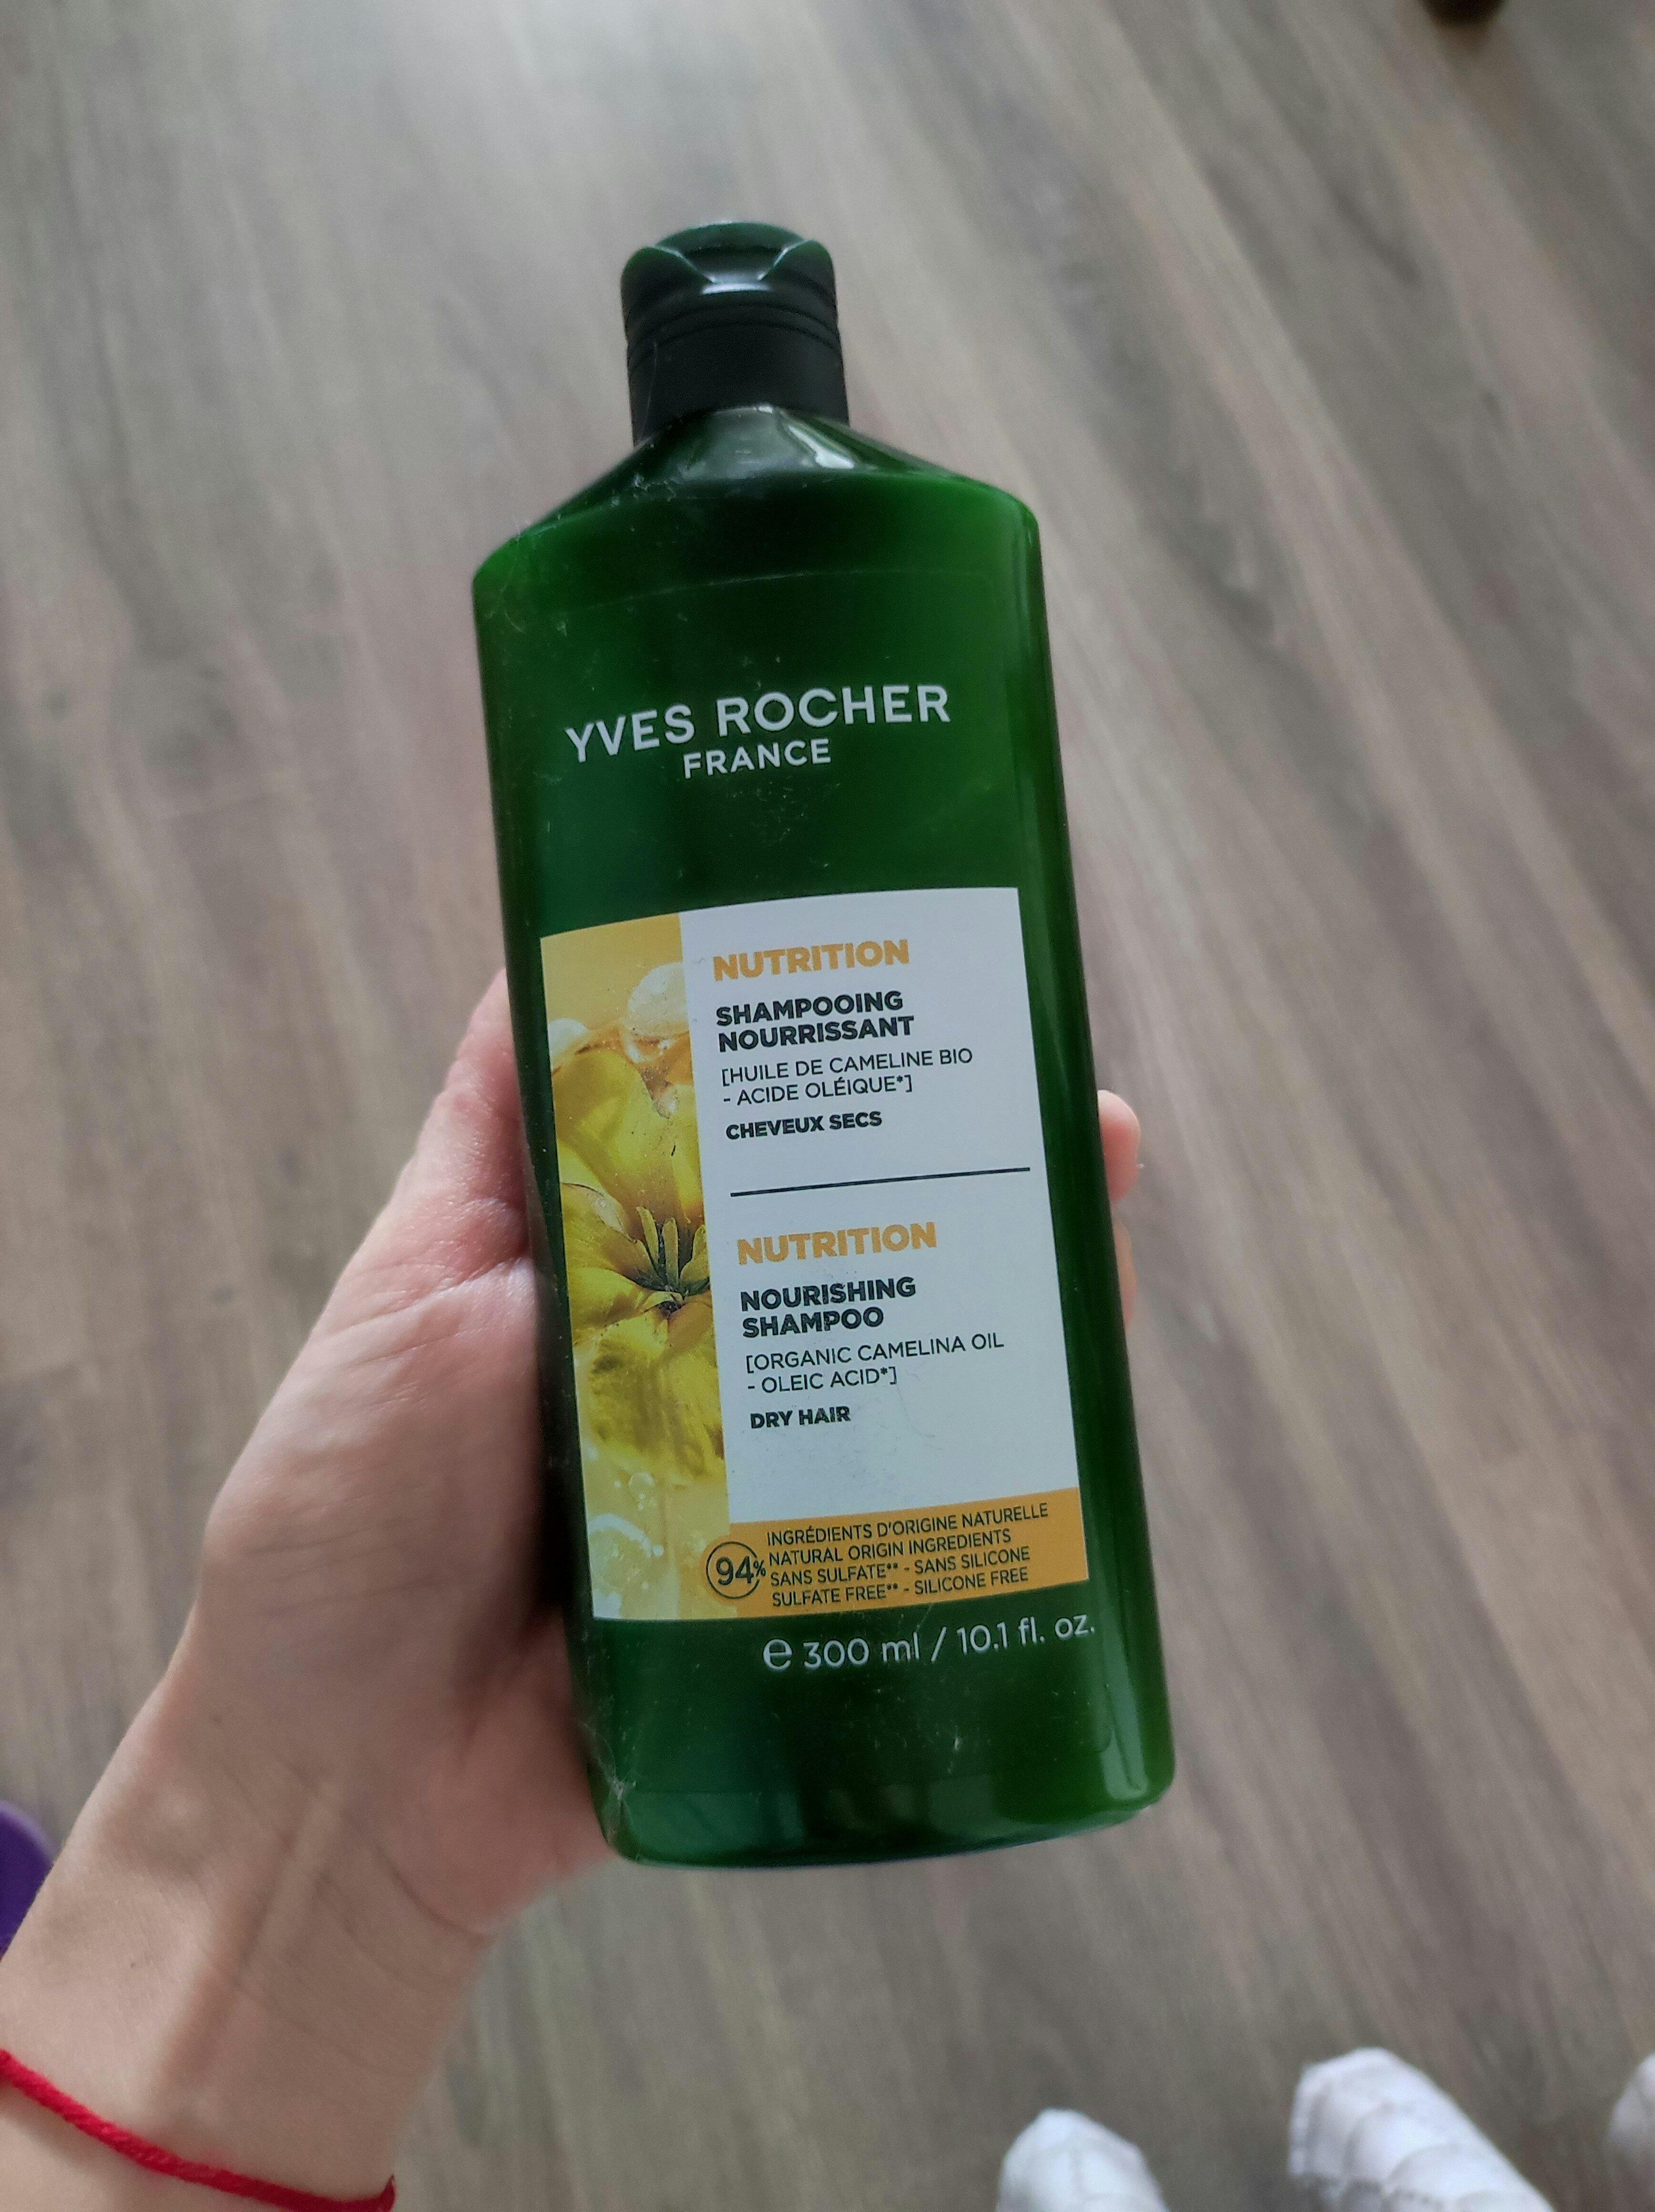 YVES ROCHER
FRANCE
NUTRITION
SHAMPOOING
NOURRISSANT
[HUILE DE CAMELINE BIO
- ACIDE OLÉIQUE*]
CHEVEUX SECS
NUTRITION
NOURISHING
SHAMPOO
[ORGANIC CAMELINA OIL
- OLEIC ACID*]
DRY HAIR
94%
INGRÉDIENTS D'ORIGINE NATURELLE
NATURAL ORIGIN INGREDIENTS
SANS SULFATE** - SANS SILICONE
SULFATE FREE** - SILICONE FREE
e 300 ml / 10.1 fl. oz.